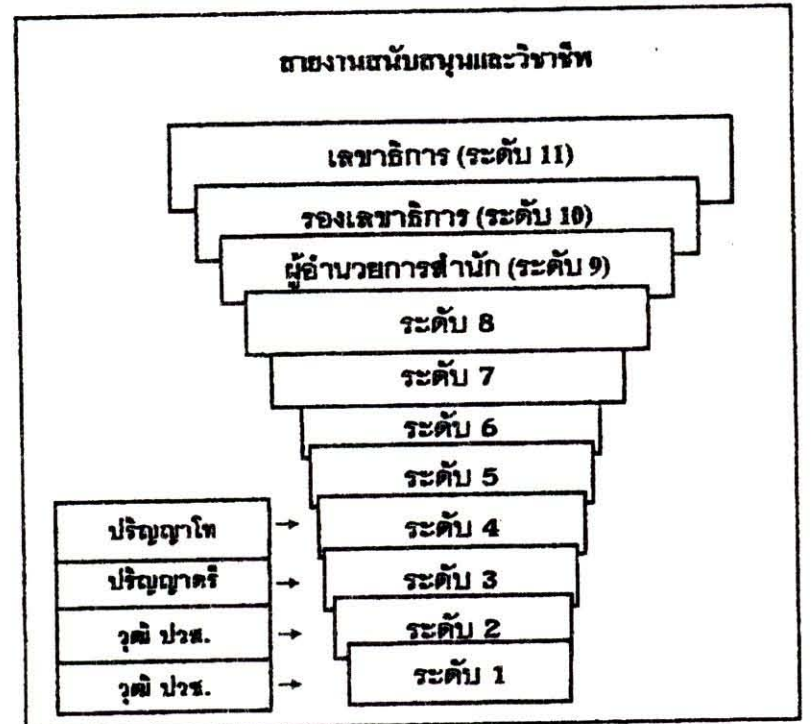 สายงานสนับสนุนและวิชาชีพ
เลขาธิการ (ระดับ 11)
รองเลขาธิการ (ระดับ 10)
ผู้อำนวยการสำนัก (ระดับ 9)
ระดับ 8
ระดับ 7
ระดับ 6
ระดับ 5
ปริญญาโท → ระดับ 4
ปริญญาตรี → ระดับ 3
วุฒิ ปวส. → ระดับ 2
วุฒิ ปวช. → ระดับ 1